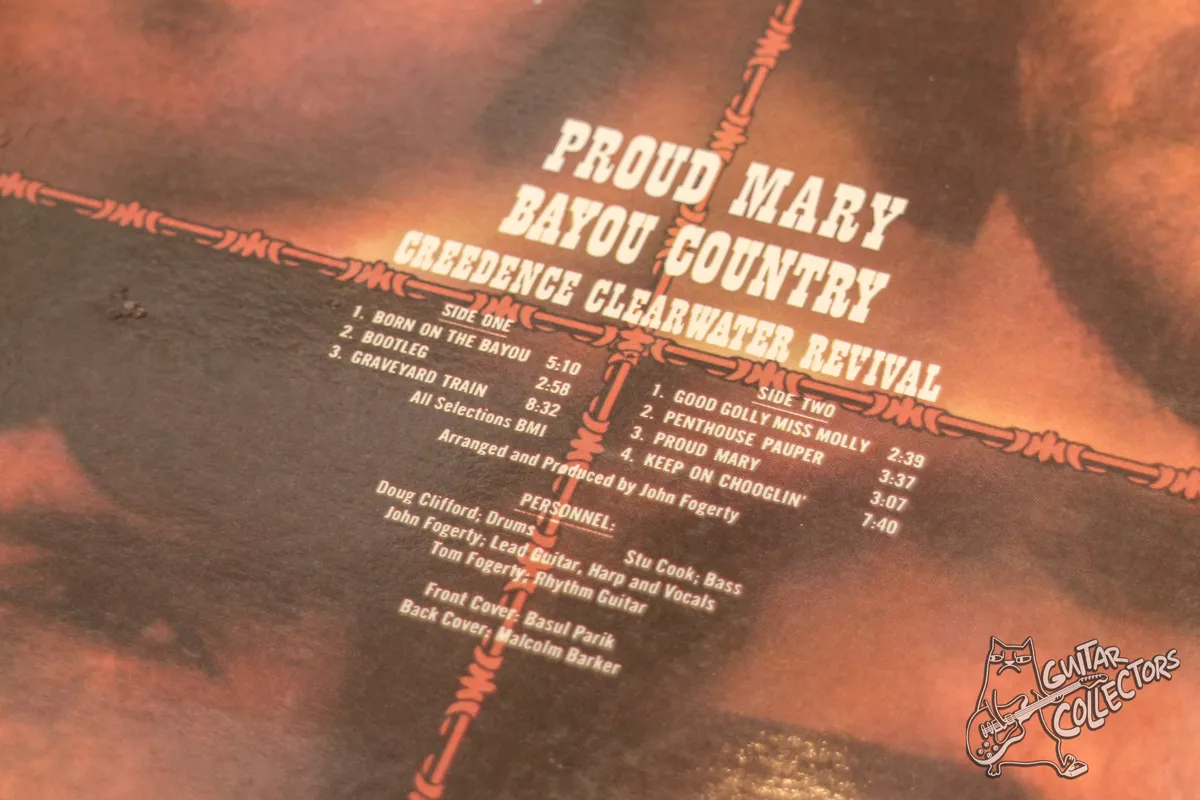 PROUD MARY
BAYOU COUNTRY
CREEDENCE CLEARWATER REVIVAL
SIDE ONE
1. BORN ON THE BAYOU 5:10
2. BOOTLEG 2:58
3. GRAVEYARD TRAIN 8:32
SIDE TWO
1. GOOD GOLLY MISS MOLLY 2:39
2. PENTHOUSE PAUPER 3:37
3. PROUD MARY 3:07
4. KEEP ON CHOOGLIN' 7:40
All Selections BMI
Arranged and Produced by John Fogerty
PERSONNEL:
Doug Clifford; Drums Stu Cook; Bass
John Fogerty; Lead Guitar, Harp and Vocals
Tom Fogerty; Rhythm Guitar
Front Cover; Basul Parik
Back Cover; Malcolm Barker
GUITAR
COLLECTORS